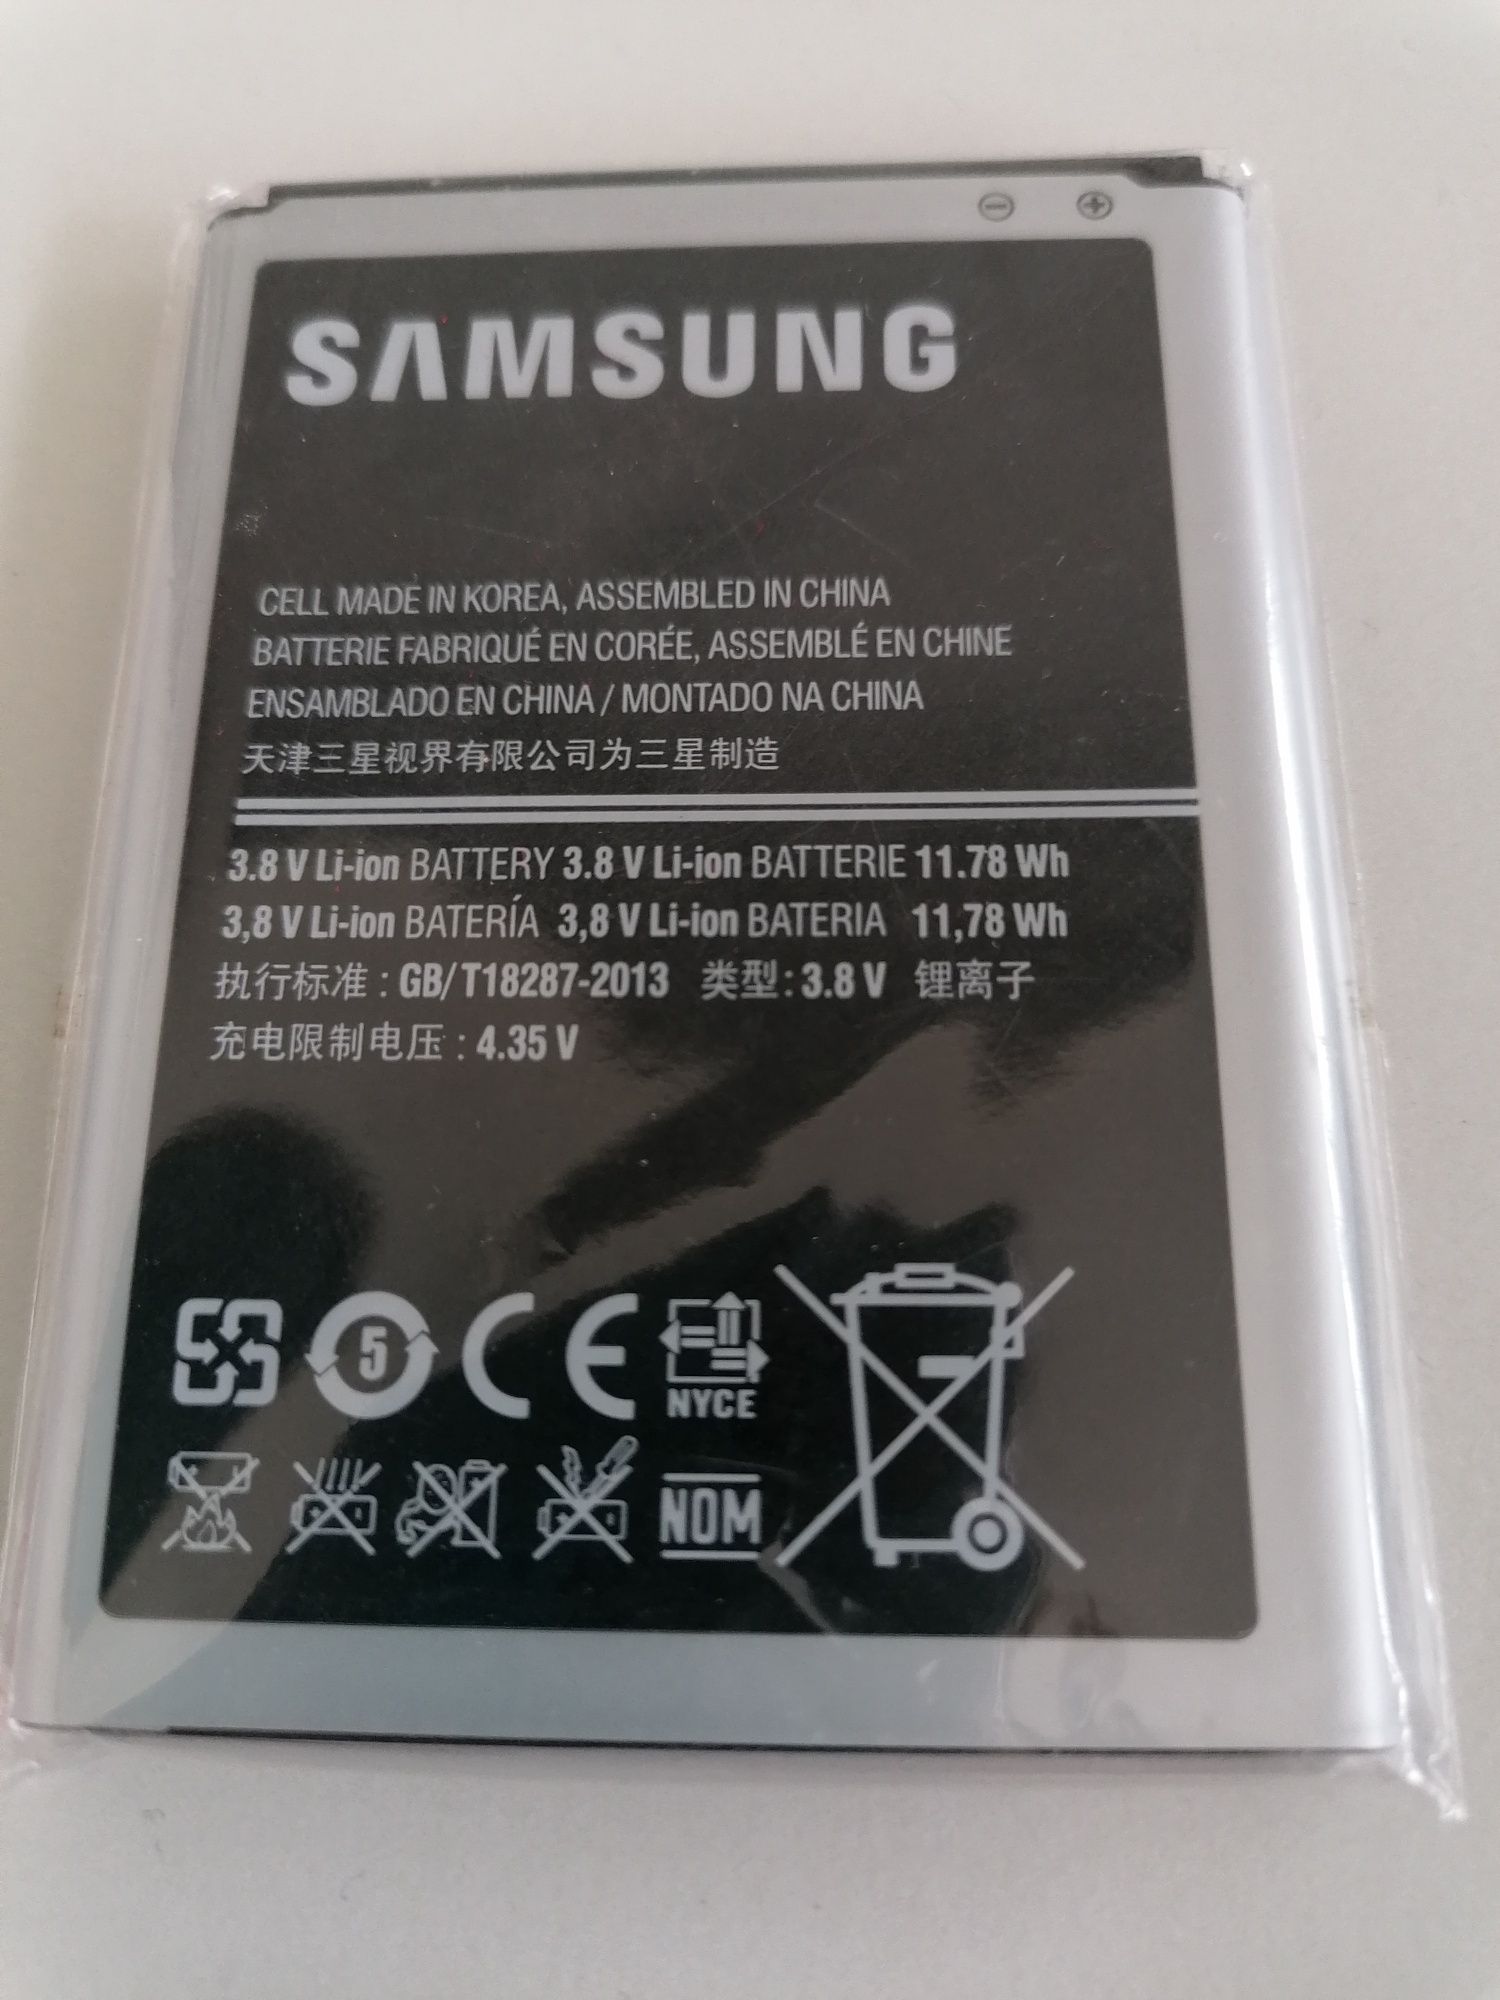 SAMSUNG
CELL MADE IN KOREA, ASSEMBLED IN CHINA
BATTERIE FABRIQUÉ EN CORÉE, ASSEMBLÉ EN CHINE
ENSAMBLADO EN CHINA / MONTADO NA CHINA
天津三星视界有限公司为三星制造
3.8 V Li-ion BATTERY 3.8 V Li-ion BATTERIE 11.78 Wh
3,8 V Li-ion BATERÍA 3,8 V Li-ion BATERIA 11,78 Wh
执行标准 : GB/T18287-2013 类型: 3.8 V 锂离子
充电限制电压 : 4.35 V
5 CE NYCE
NOM